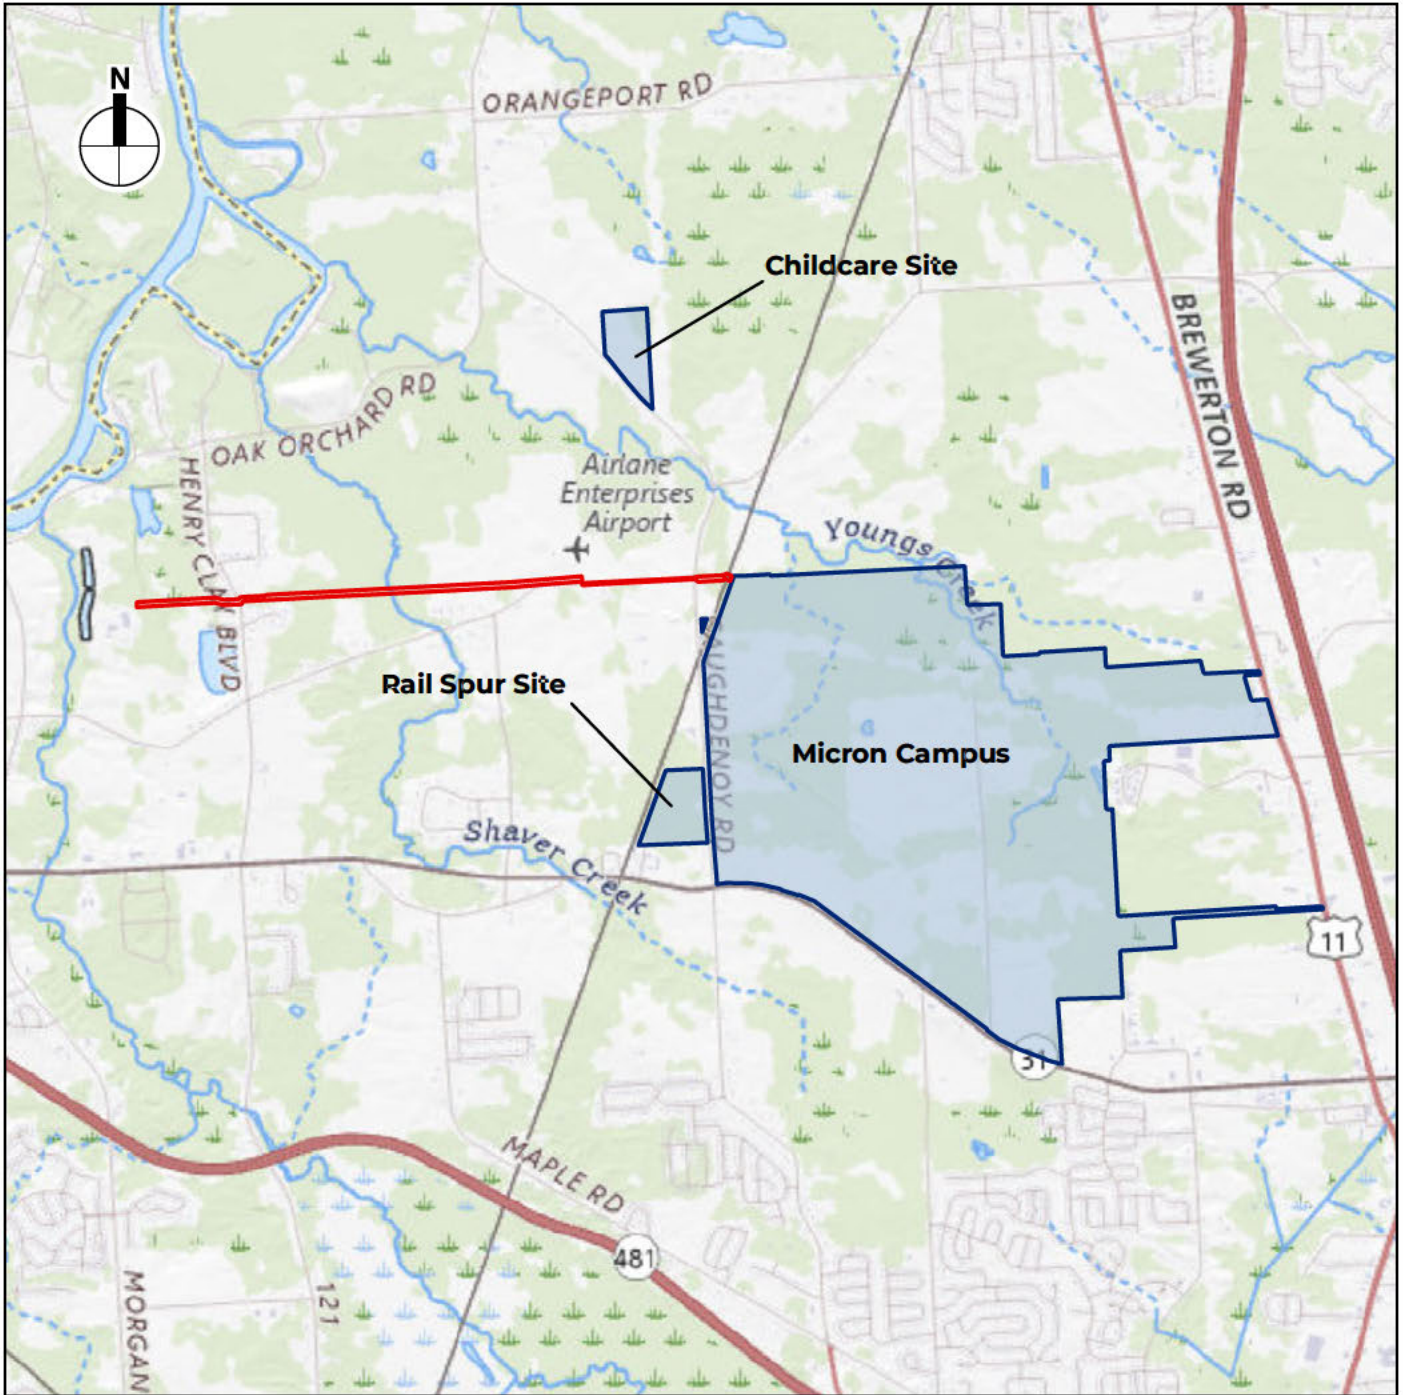 N
ORANGEPORT RD
Childcare Site
BREWERTON RD
OAK ORCHARD RD
HENRY CLAY BLVD
Airlane
Enterprises
Airport
Youngs Creek
Rail Spur Site
Micron Campus
Shaver Creek
11
31
MAPLE RD
481
MORGAN
121